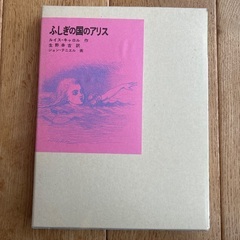 ふしぎの国のアリス
ルイス・キャロル 作
生野幸吉 訳
ジョン・テニエル 画